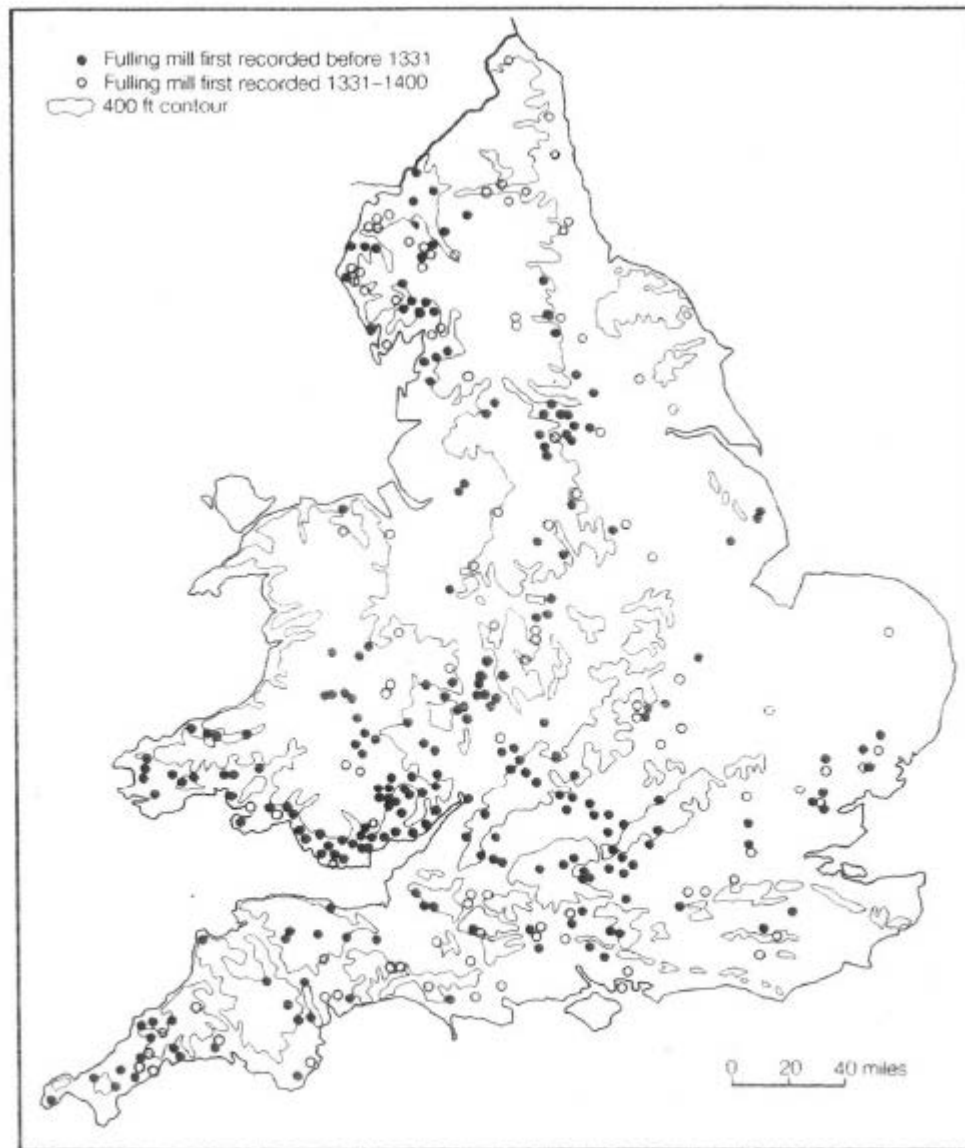 Fulling mill first recorded before 1331
Fulling mill first recorded 1331–1400
400 ft contour
0 20 40 miles